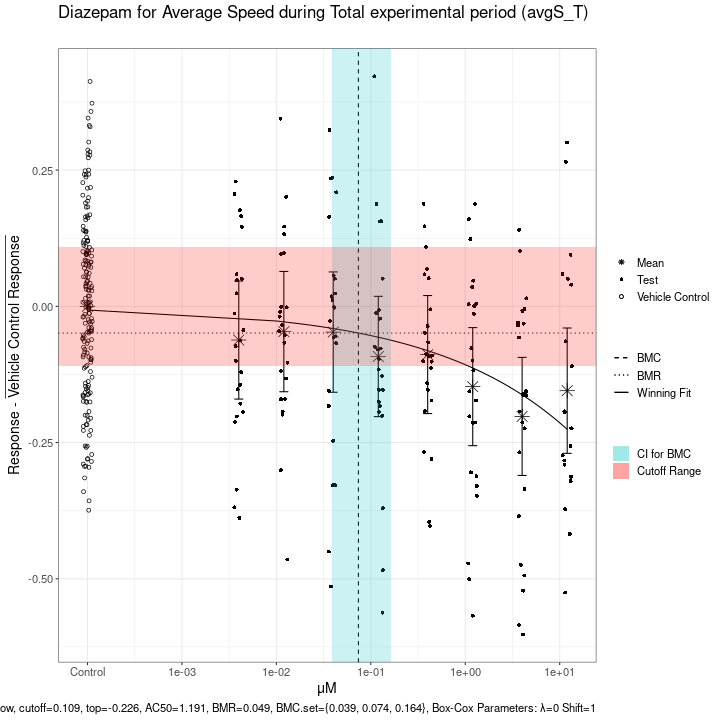 Diazepam for Average Speed during Total experimental period (avgS_T)
Response - Vehicle Control Response
0.25
0.00
-0.25
-0.50
Control
1e-03
1e-02
1e-01
1e+00
1e+01
µM
Mean
Test
Vehicle Control
BMC
BMR
Winning Fit
CI for BMC
Cutoff Range
ow, cutoff=0.109, top=-0.226, AC50=1.191, BMR=0.049, BMC.set={0.039, 0.074, 0.164}, Box-Cox Parameters: λ=0 Shift=1